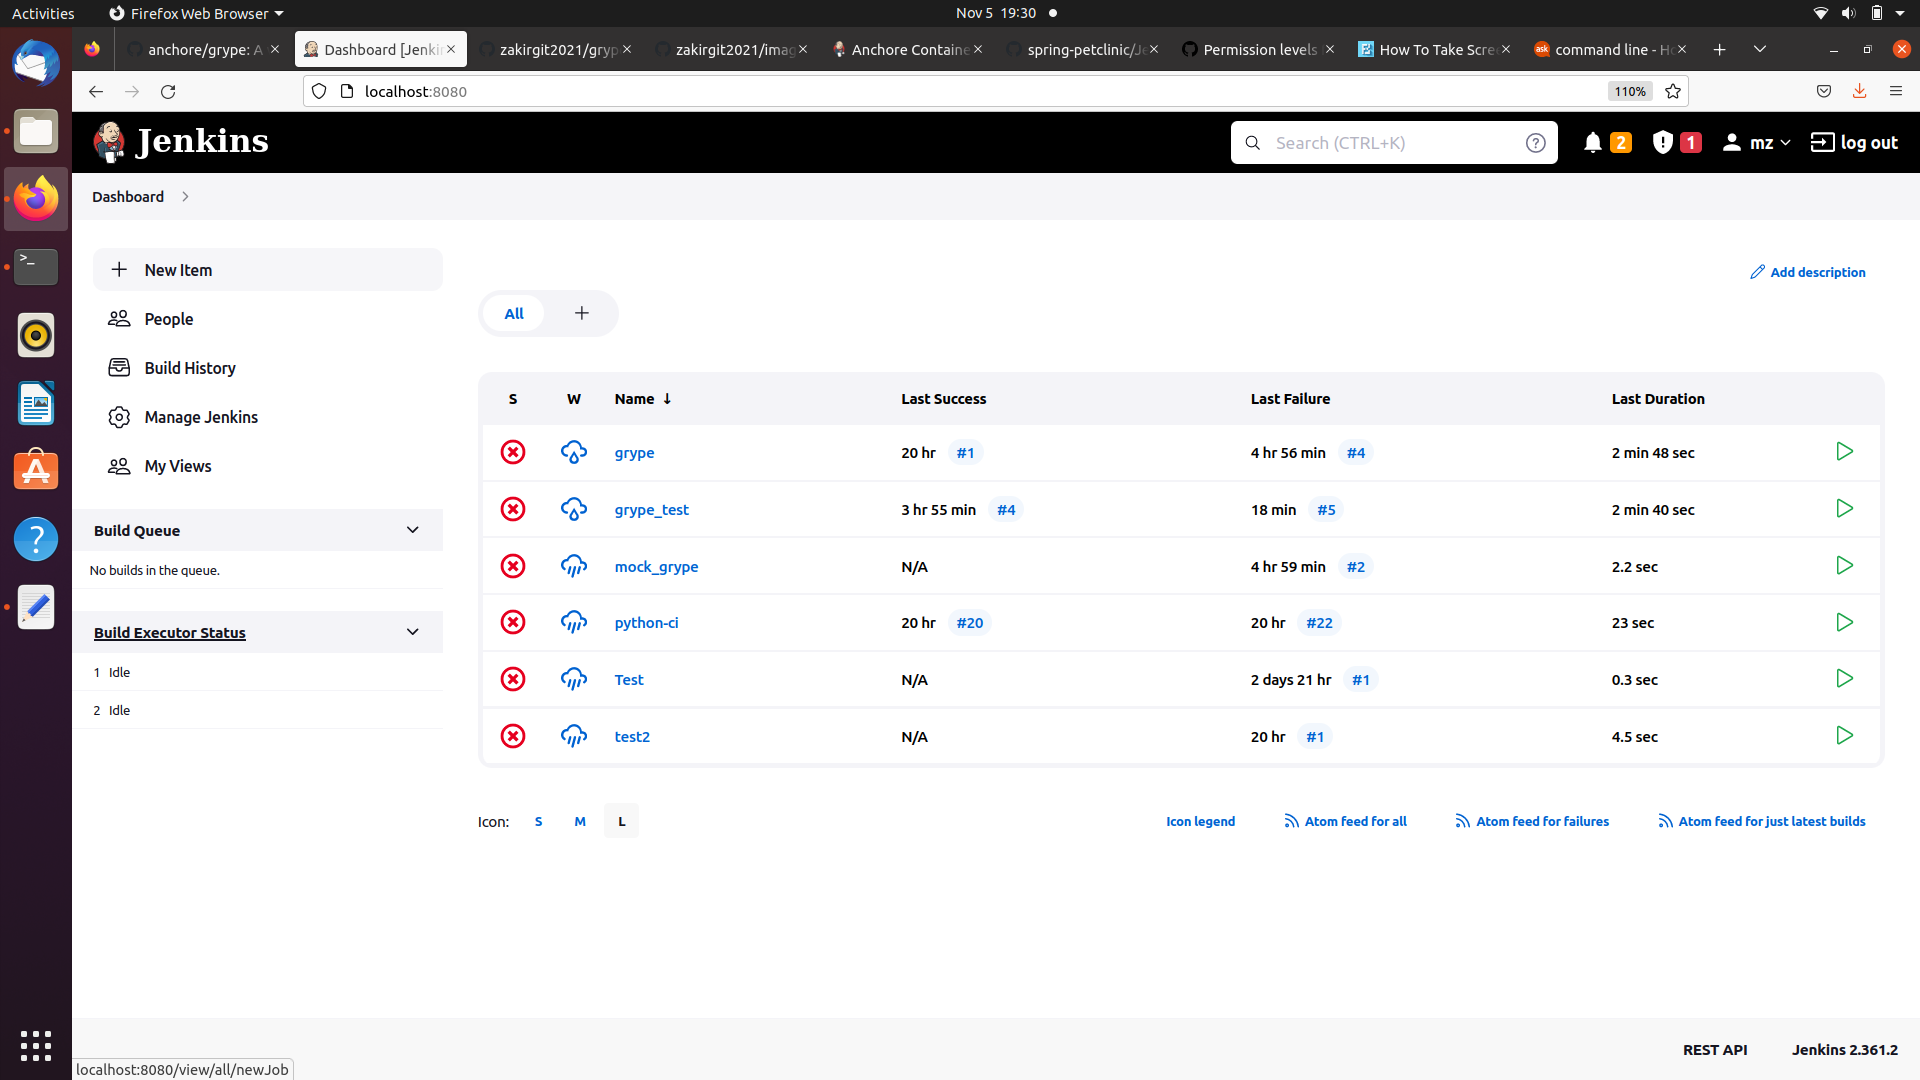 Activities Firefox Web Browser Nov 5 19:30
anchore/grype: A Dashboard [Jenki zakirgit2021/gryp zakirgit2021/imag Anchore Containe spring-petclinic/Je Permission levels How To Take Scre ask command line - Ho
localhost:8080 110%
Jenkins Search (CTRL+K) ? 2 1 mz log out
Dashboard
New Item
People
Build History
Manage Jenkins
My Views
Build Queue
No builds in the queue.
Build Executor Status
1 Idle
2 Idle
Add description
All +
S W Name ↓ Last Success Last Failure Last Duration
grype 20 hr #1 4 hr 56 min #4 2 min 48 sec
grype_test 3 hr 55 min #4 18 min #5 2 min 40 sec
mock_grype N/A 4 hr 59 min #2 2.2 sec
python-ci 20 hr #20 20 hr #22 23 sec
Test N/A 2 days 21 hr #1 0.3 sec
test2 N/A 20 hr #1 4.5 sec
Icon: S M L Icon legend Atom feed for all Atom feed for failures Atom feed for just latest builds
REST API Jenkins 2.361.2
localhost:8080/view/all/newJob